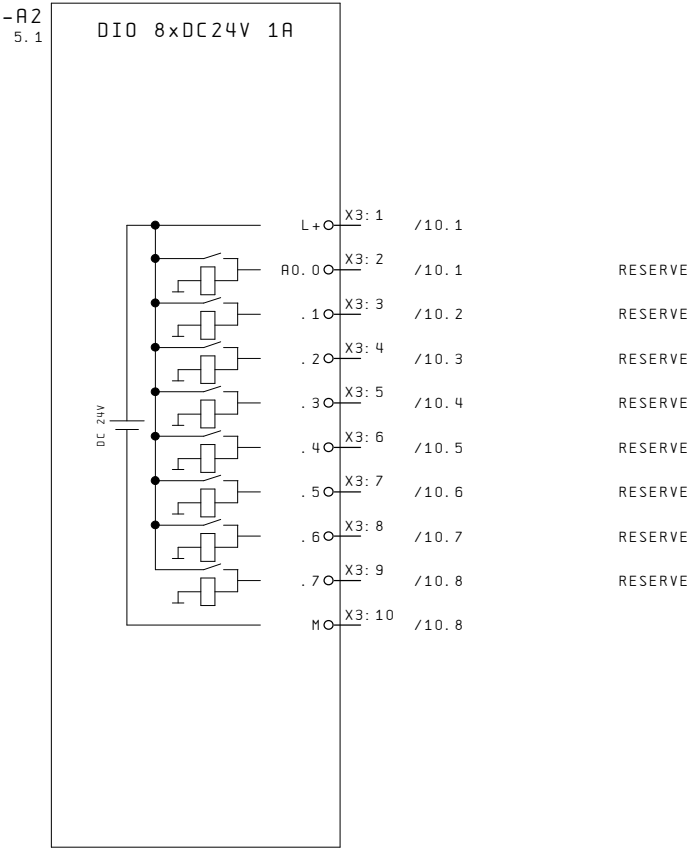 -A2
5.1
DIO 8xDC24V 1A
L+ X3:1 /10.1
A0.0 X3:2 /10.1 RESERVE
.1 X3:3 /10.2 RESERVE
.2 X3:4 /10.3 RESERVE
.3 X3:5 /10.4 RESERVE
DC 24V
.4 X3:6 /10.5 RESERVE
.5 X3:7 /10.6 RESERVE
.6 X3:8 /10.7 RESERVE
.7 X3:9 /10.8 RESERVE
M X3:10 /10.8